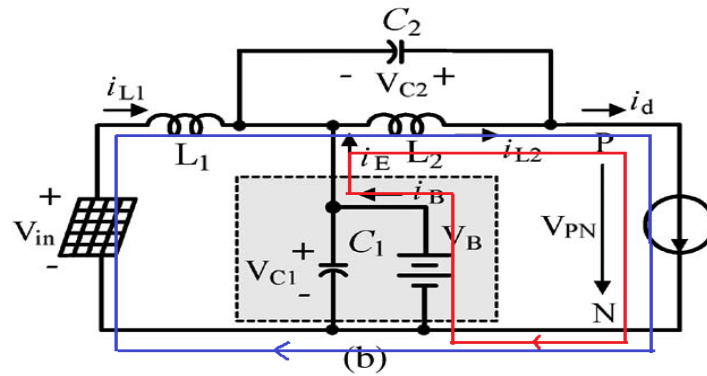 C2
- VC2 +
iL1
id
L1
L2
iE
iL2
P
+
Vin
-
iB
+
VC1
-
C1
VB
VPN
N
(b)